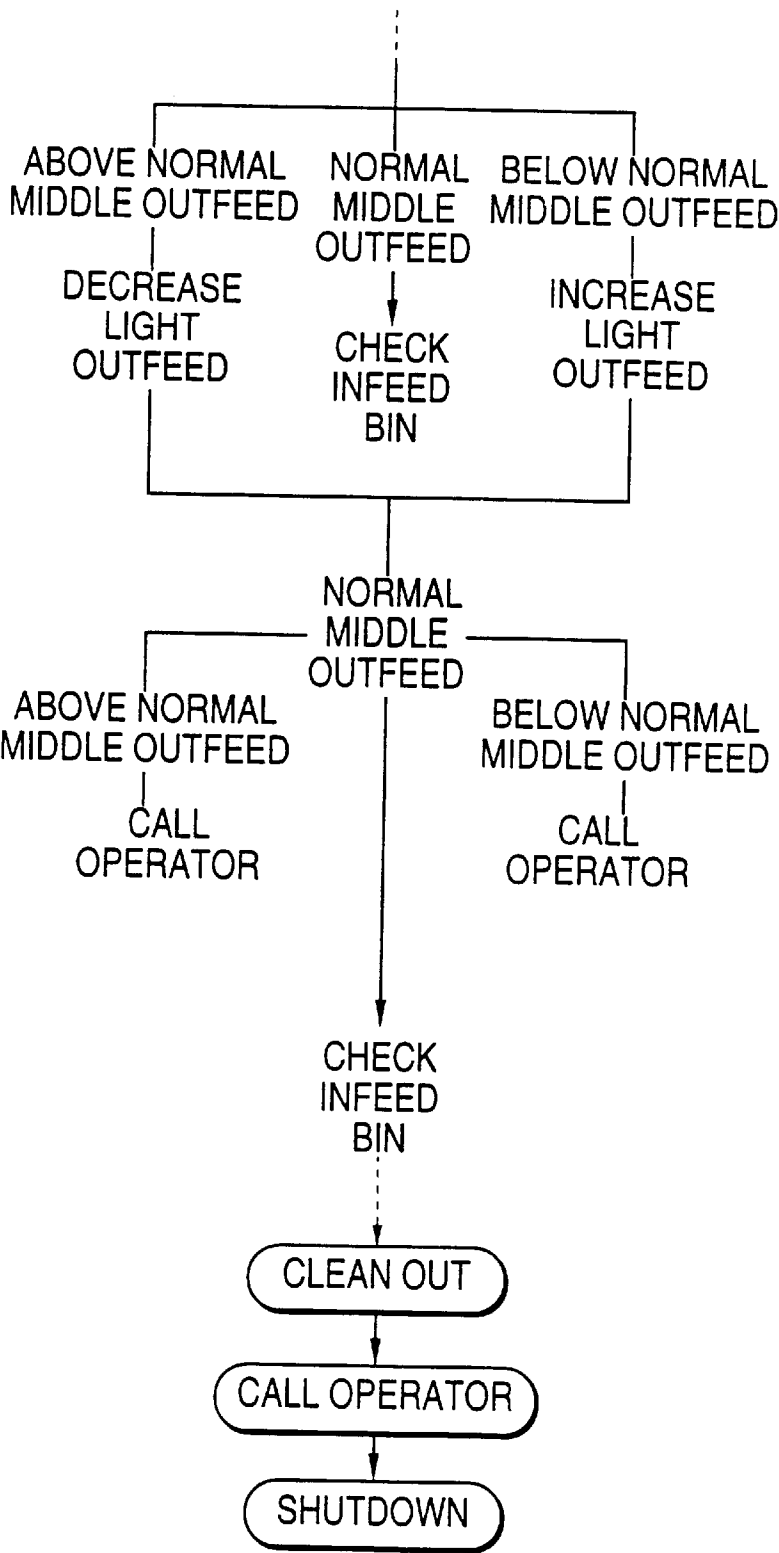 ABOVE NORMAL
MIDDLE OUTFEED
DECREASE
LIGHT
OUTFEED
NORMAL
MIDDLE
OUTFEED
CHECK
INFEED
BIN
BELOW NORMAL
MIDDLE OUTFEED
INCREASE
LIGHT
OUTFEED
NORMAL
MIDDLE
OUTFEED
ABOVE NORMAL
MIDDLE OUTFEED
CALL
OPERATOR
BELOW NORMAL
MIDDLE OUTFEED
CALL
OPERATOR
CHECK
INFEED
BIN
CLEAN OUT
CALL OPERATOR
SHUTDOWN